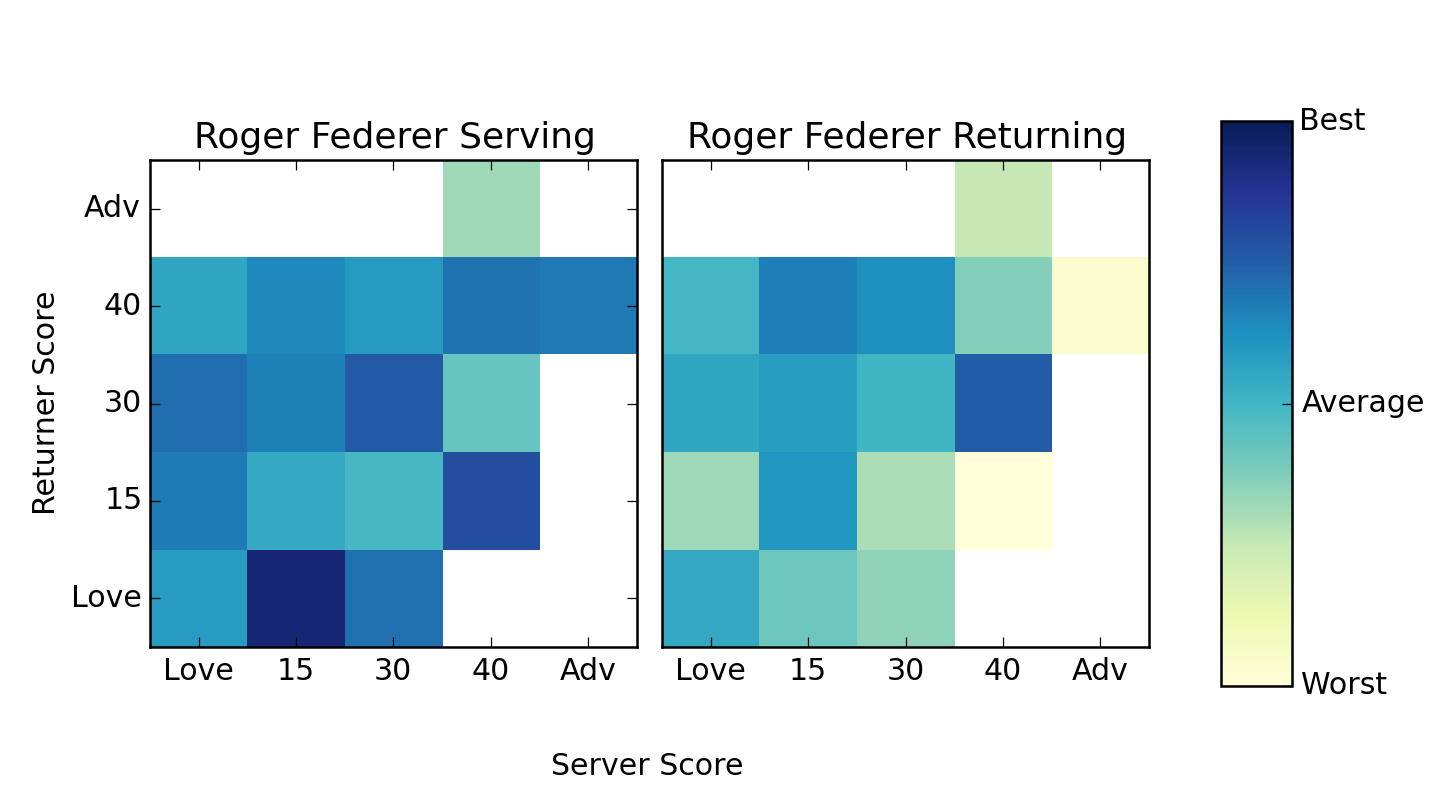 Roger Federer Serving
Roger Federer Returning
Best
Average
Worst
Returner Score
Adv
40
30
15
Love
Love 15 30 40 Adv
Love 15 30 40 Adv
Server Score